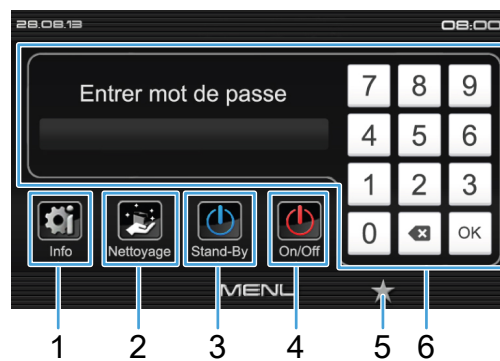 28.08.13 08:00
Entrer mot de passe
7 8 9
4 5 6
1 2 3
0 OK
Info Nettoyage Stand-By On/Off
MENU
1 2 3 4 5 6